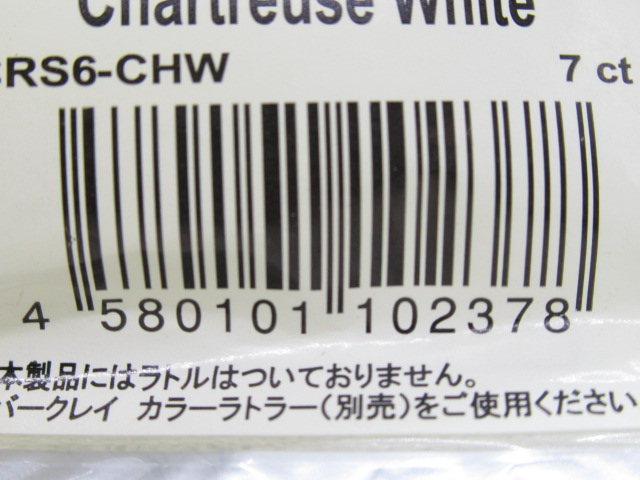 Chartreuse White
CRS6-CHW 7 ct
4 580101 102378
本製品にはラトルはついておりません。
バークレイ カラーラトラー(別売)をご使用ください